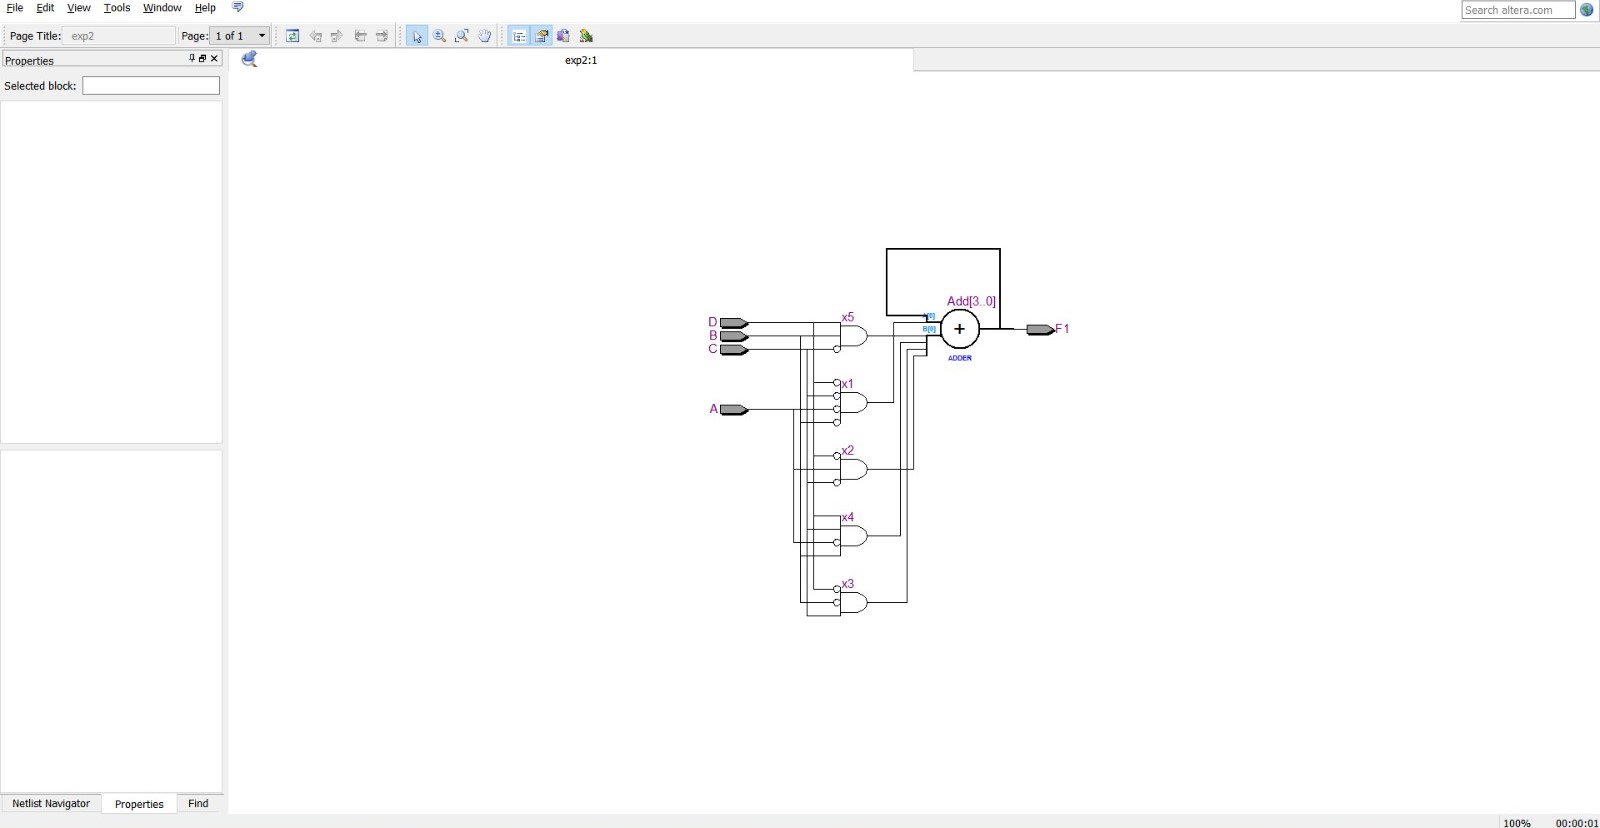 File Edit View Tools Window Help
Search altera.com
Page Title: exp2 Page: 1 of 1
Properties
exp2:1
Selected block:
Add[3..0]
A[0]
B[0]
+
ADDER
F1
D
B
C
A
x5
x1
x2
x4
x3
Netlist Navigator Properties Find
100% 00:00:01